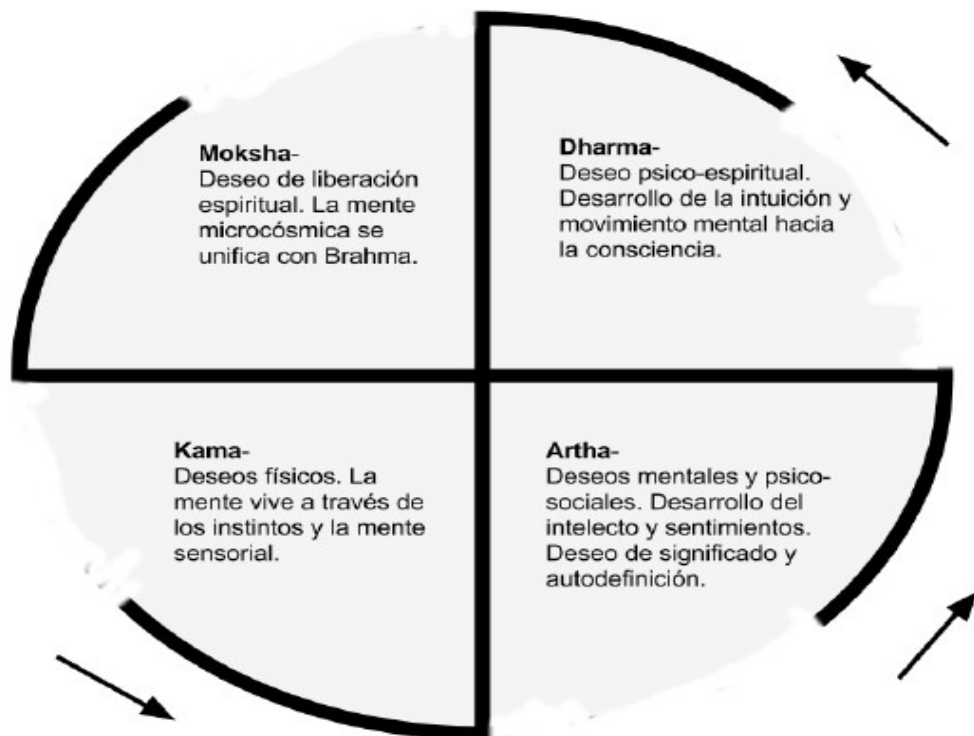 Moksha-
Deseo de liberación
espiritual. La mente
microcósmica se
unifica con Brahma.
Dharma-
Deseo psico-espiritual.
Desarrollo de la intuición y
movimiento mental hacia
la consciencia.
Kama-
Deseos físicos. La
mente vive a través de
los instintos y la mente
sensorial.
Artha-
Deseos mentales y psico-
sociales. Desarrollo del
intelecto y sentimientos.
Deseo de significado y
autodefinición.